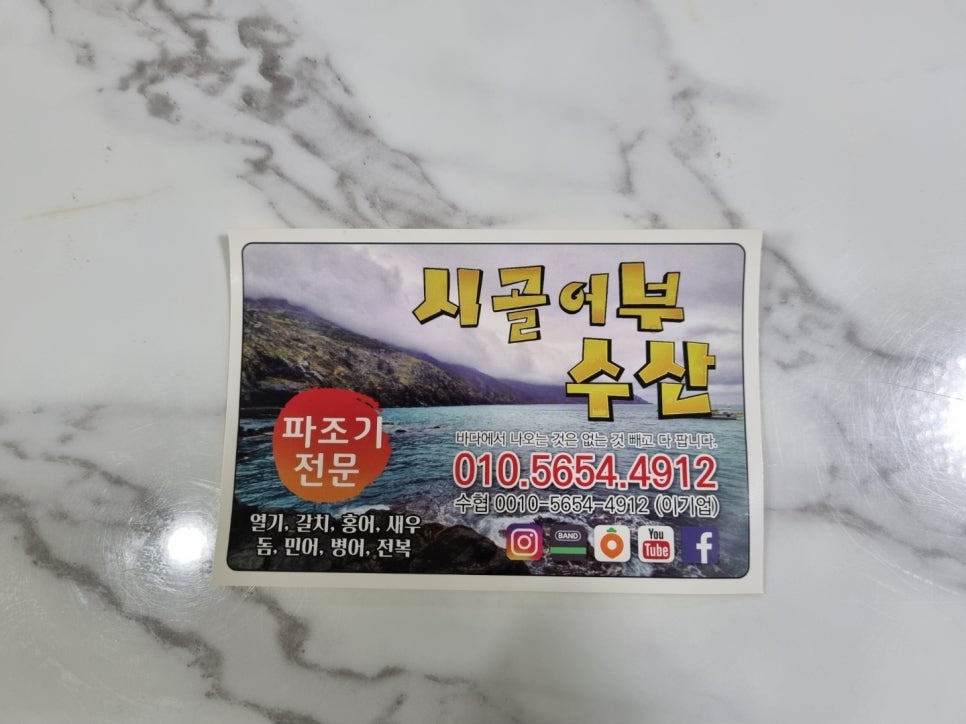 시골어부
수산
파조기
전문
바다에서 나오는 것은 없는 것 빼고 다 팝니다.
010.5654.4912
수협 0010-5654-4912 (이기업)
열기, 갈치, 홍어, 새우
돔, 민어, 병어, 전복
BAND
You
Tube
f